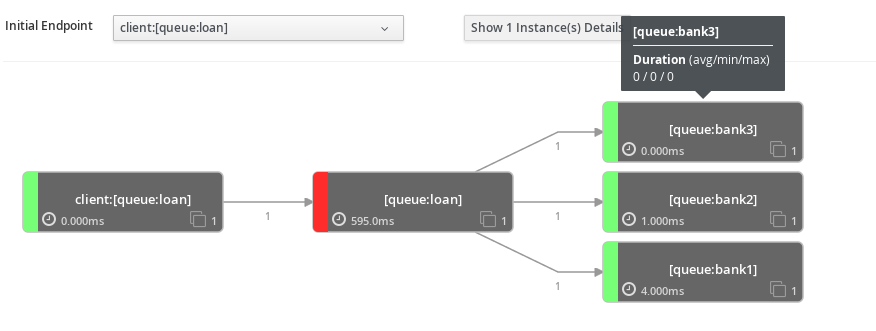 Initial Endpoint
client:[queue:loan]
Show 1 Instance(s) Details
[queue:bank3]
Duration (avg/min/max)
0 / 0 / 0
[queue:bank3]
0.000ms
1
1
client:[queue:loan]
0.000ms
1
1
[queue:loan]
595.0ms
1
1
[queue:bank2]
1.000ms
1
1
[queue:bank1]
4.000ms
1